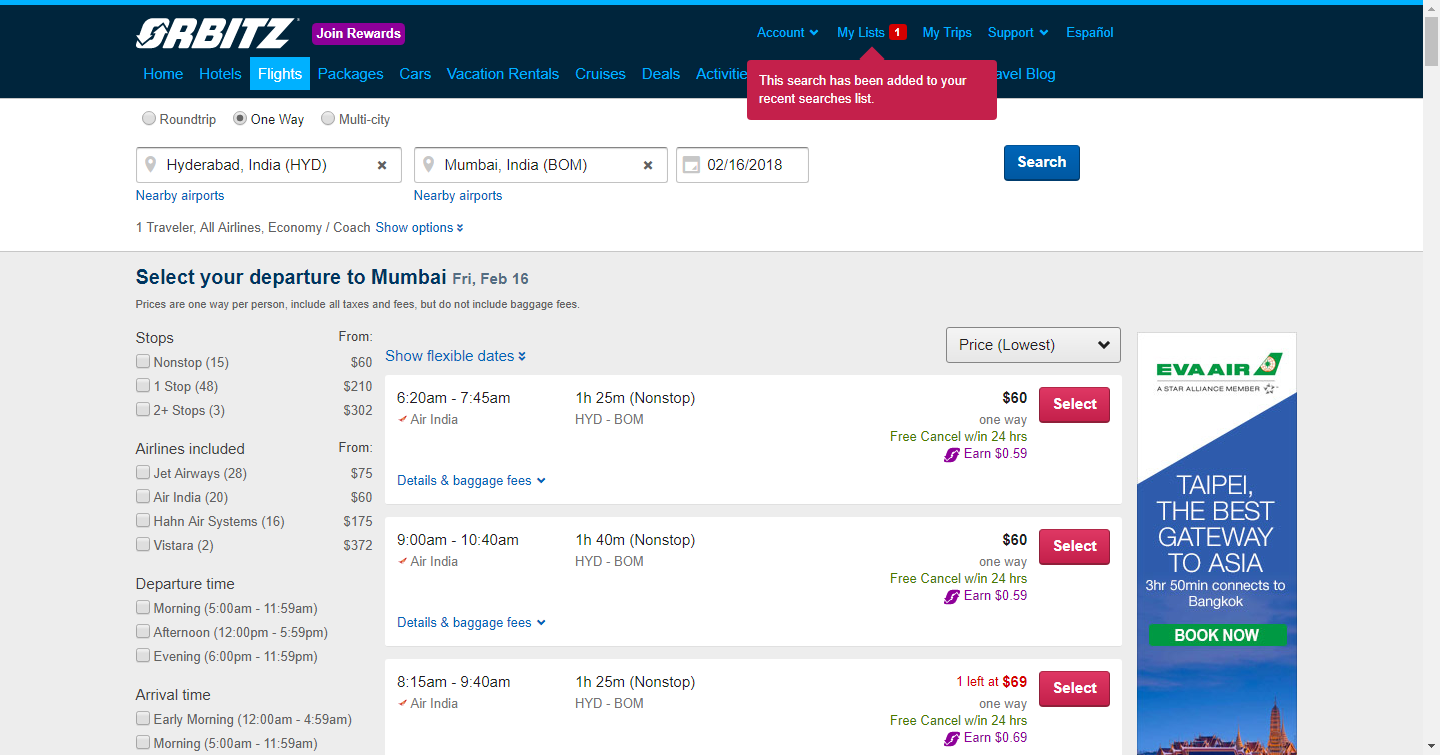 ORBITZ
Join Rewards
Account
My Lists 1
My Trips
Support
Español
Home
Hotels
Flights
Packages
Cars
Vacation Rentals
Cruises
Deals
Activitie
avel Blog
This search has been added to your
recent searches list.
Roundtrip
One Way
Multi-city
Hyderabad, India (HYD)
Mumbai, India (BOM)
02/16/2018
Search
Nearby airports
Nearby airports
1 Traveler, All Airlines, Economy / Coach Show options
Select your departure to Mumbai Fri, Feb 16
Prices are one way per person, include all taxes and fees, but do not include baggage fees.
Stops From:
Nonstop (15) $60
1 Stop (48) $210
2+ Stops (3) $302
Airlines included From:
Jet Airways (28) $75
Air India (20) $60
Hahn Air Systems (16) $175
Vistara (2) $372
Departure time
Morning (5:00am - 11:59am)
Afternoon (12:00pm - 5:59pm)
Evening (6:00pm - 11:59pm)
Arrival time
Early Morning (12:00am - 4:59am)
Morning (5:00am - 11:59am)
Show flexible dates
Price (Lowest)
6:20am - 7:45am 1h 25m (Nonstop) $60 Select
Air India HYD - BOM one way
Free Cancel w/in 24 hrs
Earn $0.59
Details & baggage fees
9:00am - 10:40am 1h 40m (Nonstop) $60 Select
Air India HYD - BOM one way
Free Cancel w/in 24 hrs
Earn $0.59
Details & baggage fees
8:15am - 9:40am 1h 25m (Nonstop) 1 left at $69 Select
Air India HYD - BOM one way
Free Cancel w/in 24 hrs
Earn $0.69
EVA AIR
A STAR ALLIANCE MEMBER
TAIPEI,
THE BEST
GATEWAY
TO ASIA
3hr 50min connects to
Bangkok
BOOK NOW